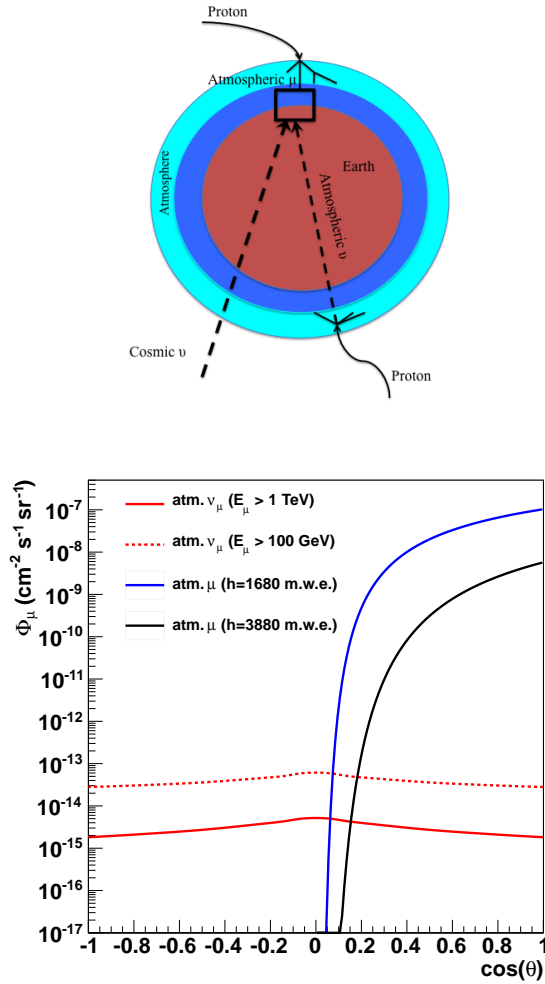 Proton
Atmospheric μ
Atmosphere
Earth
Atmospheric υ
Cosmic υ
Proton
Φμ (cm-2 s-1 sr-1)
10-7
10-8
10-9
10-10
10-11
10-12
10-13
10-14
10-15
10-16
10-17
atm. νμ (Eμ > 1 TeV)
atm. νμ (Eμ > 100 GeV)
atm. μ (h=1680 m.w.e.)
atm. μ (h=3880 m.w.e.)
-1 -0.8 -0.6 -0.4 -0.2 0 0.2 0.4 0.6 0.8 1
cos(θ)